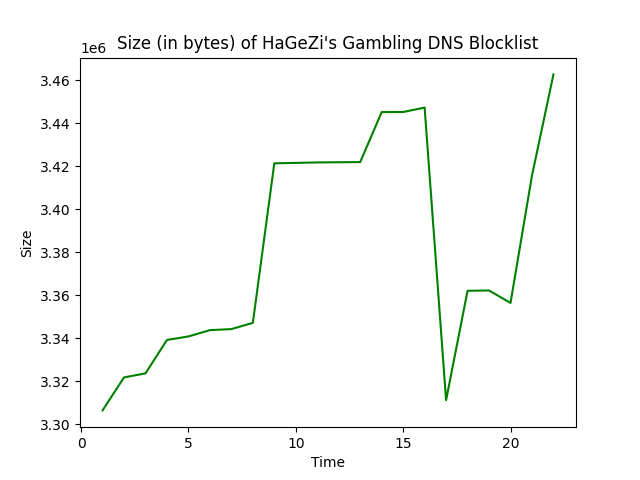 Size (in bytes) of HaGeZi's Gambling DNS Blocklist
1e6
3.46
3.44
3.42
3.40
3.38
3.36
3.34
3.32
3.30
Size
0 5 10 15 20
Time